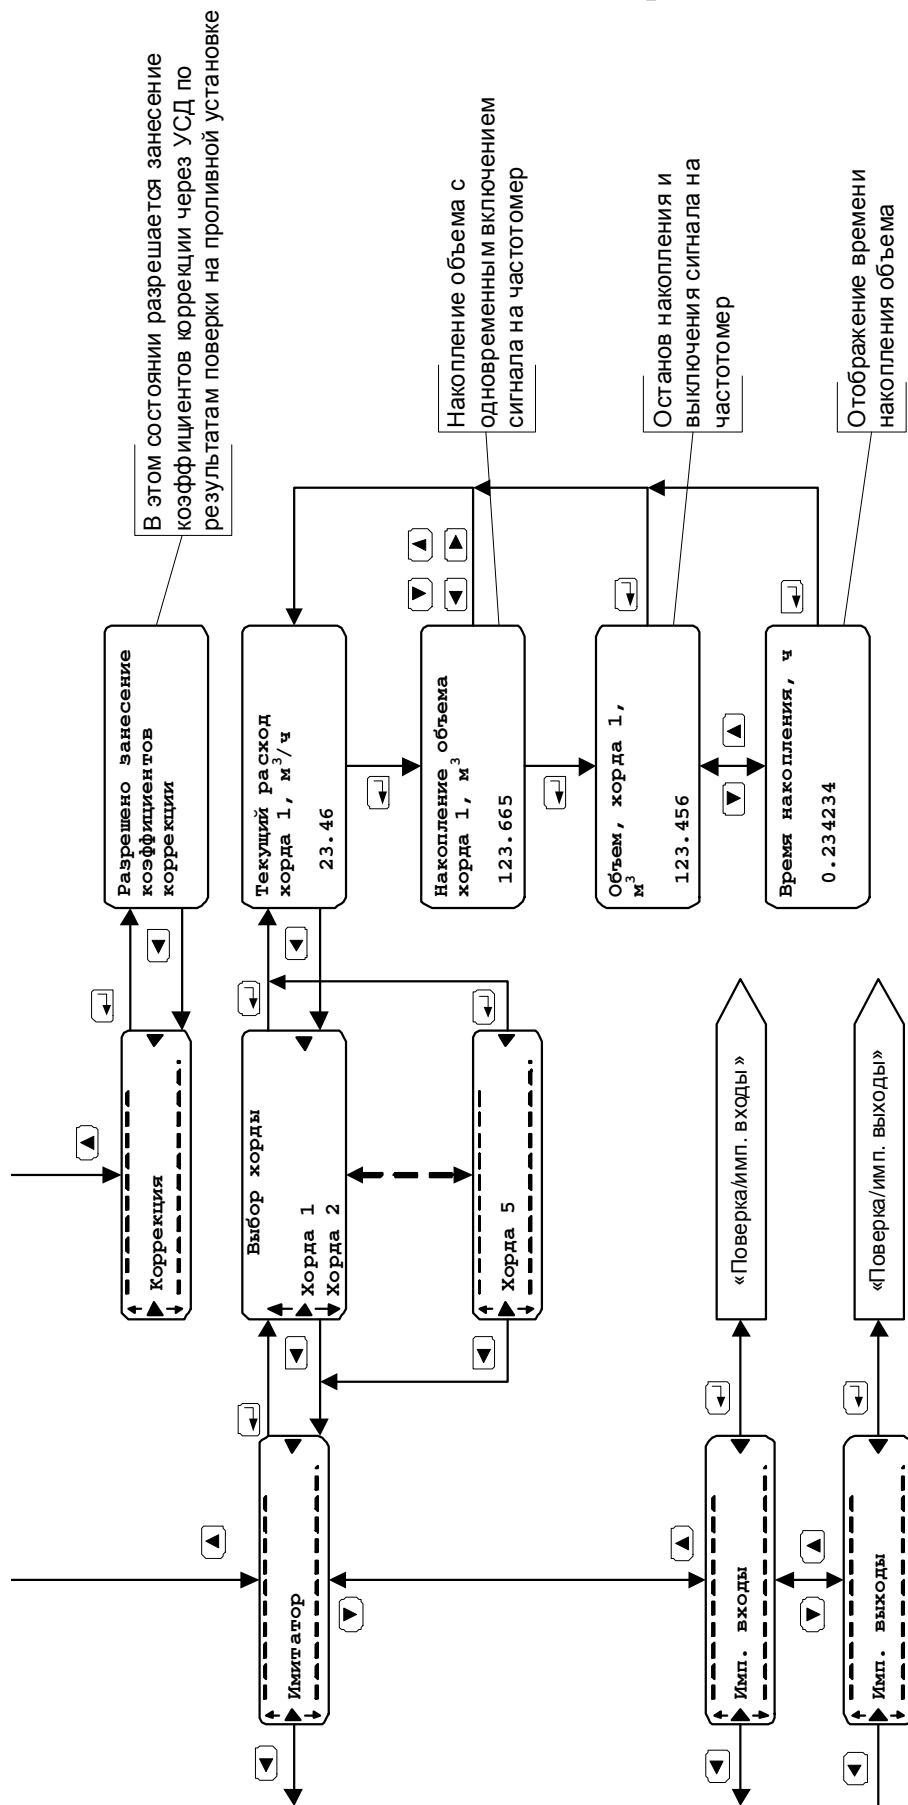 В этом состоянии разрешается занесение
коэффициентов коррекции через УСД по
результатам поверки на проливной установке
Коррекция
Разрешено занесение
коэффициентов
коррекции
Имитатор
Выбор хорды
Хорда 1
Хорда 2
Хорда 5
Текущий расход
хорда 1, м³/ч
23.46
Накопление объема
хорда 1, м³
123.665
Накопление объема с
одновременным включением
сигнала на частотомер
Объем, хорда 1,
м³
123.456
Останов накопления и
выключения сигнала на
частотомер
Время накопления, ч
0.234234
Отображение времени
накопления объема
Имп. входы
«Поверка/имп. входы»
Имп. выходы
«Поверка/имп. выходы»